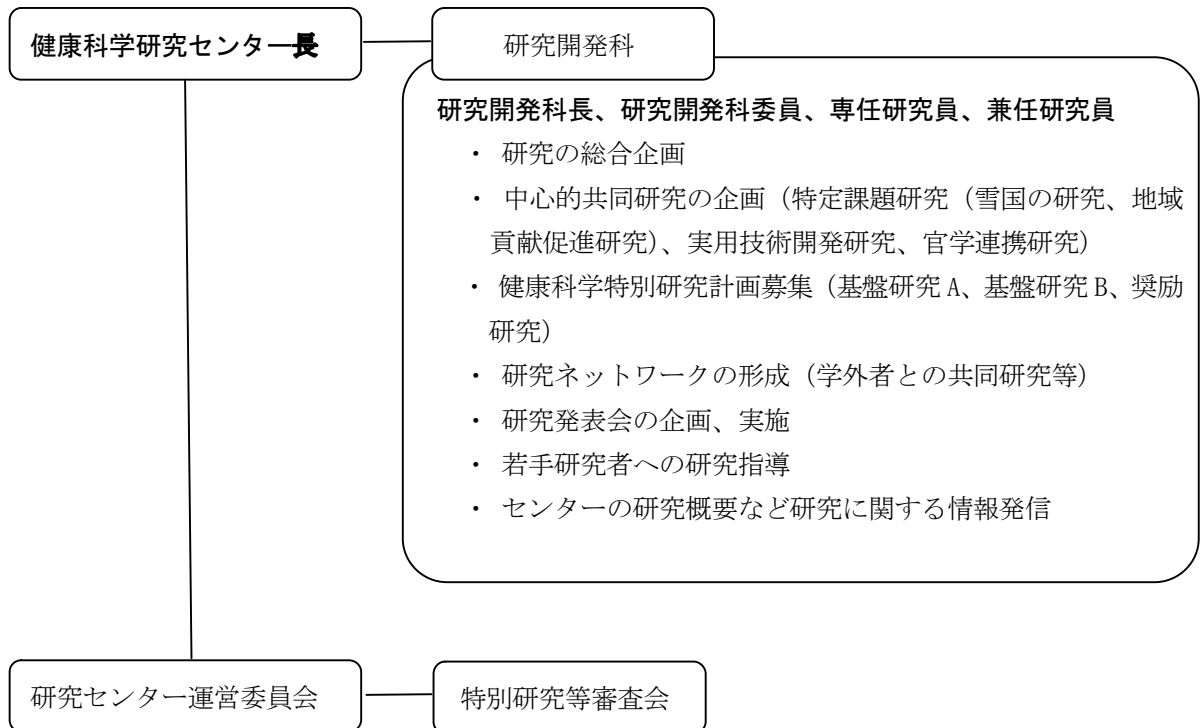 健康科学研究センター長
研究開発科
研究開発科長、研究開発科委員、専任研究員、兼任研究員
・ 研究の総合企画
・ 中心的共同研究の企画（特定課題研究（雪国の研究、地域
貢献促進研究）、実用技術開発研究、官学連携研究）
・ 健康科学特別研究計画募集（基盤研究 A、基盤研究 B、奨励
研究）
・ 研究ネットワークの形成（学外者との共同研究等）
・ 研究発表会の企画、実施
・ 若手研究者への研究指導
・ センターの研究概要など研究に関する情報発信
研究センター運営委員会
特別研究等審査会